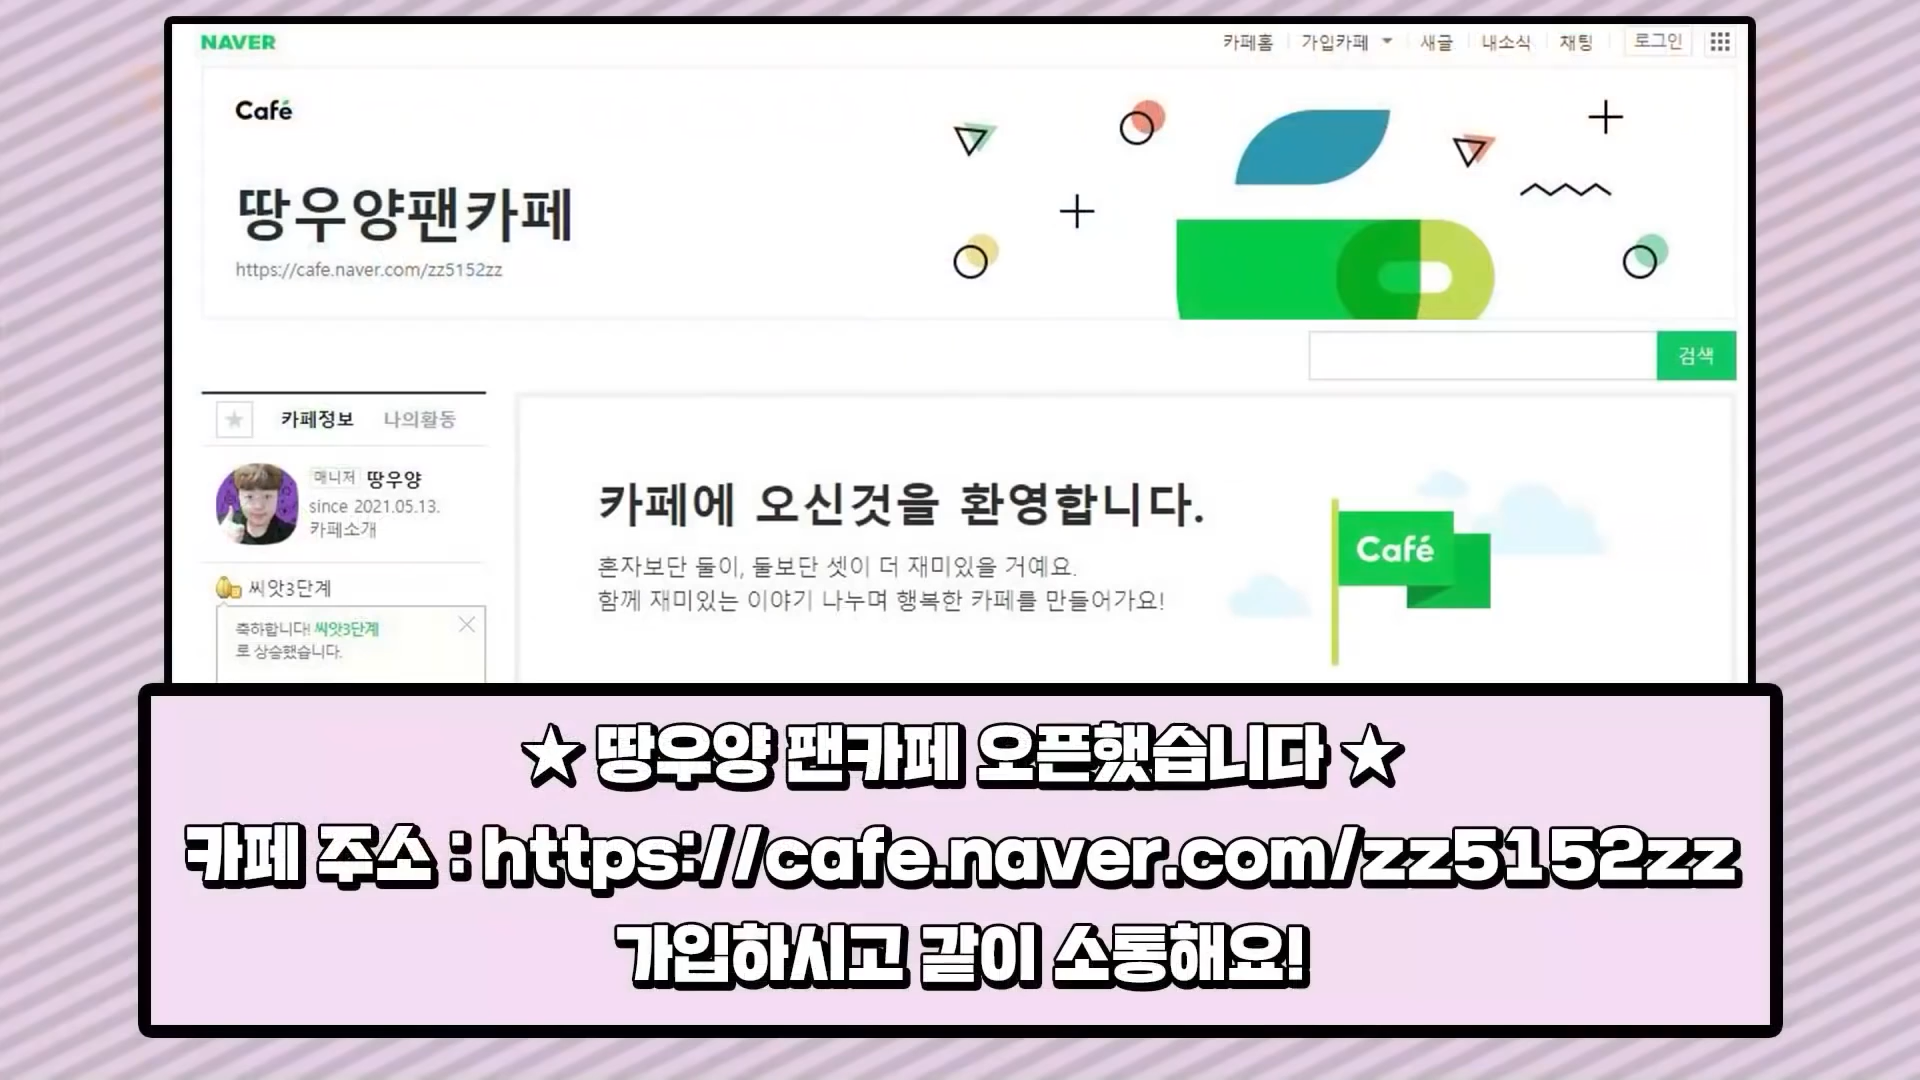 NAVER
카페홈 가입카페 새글 내소식 채팅 로그인
Café
땅우양팬카페
https://cafe.naver.com/zz5152zz
검색
카페정보 나의활동
매니저 땅우양
since 2021.05.13.
카페소개
씨앗3단계
축하합니다! 씨앗3단계
로 상승했습니다.
카페에 오신것을 환영합니다.
혼자보단 둘이, 둘보단 셋이 더 재미있을 거예요.
함께 재미있는 이야기 나누며 행복한 카페를 만들어가요!
Café
★ 땅우양 팬카페 오픈했습니다 ★
카페 주소 : https://cafe.naver.com/zz5152zz
가입하시고 같이 소통해요!